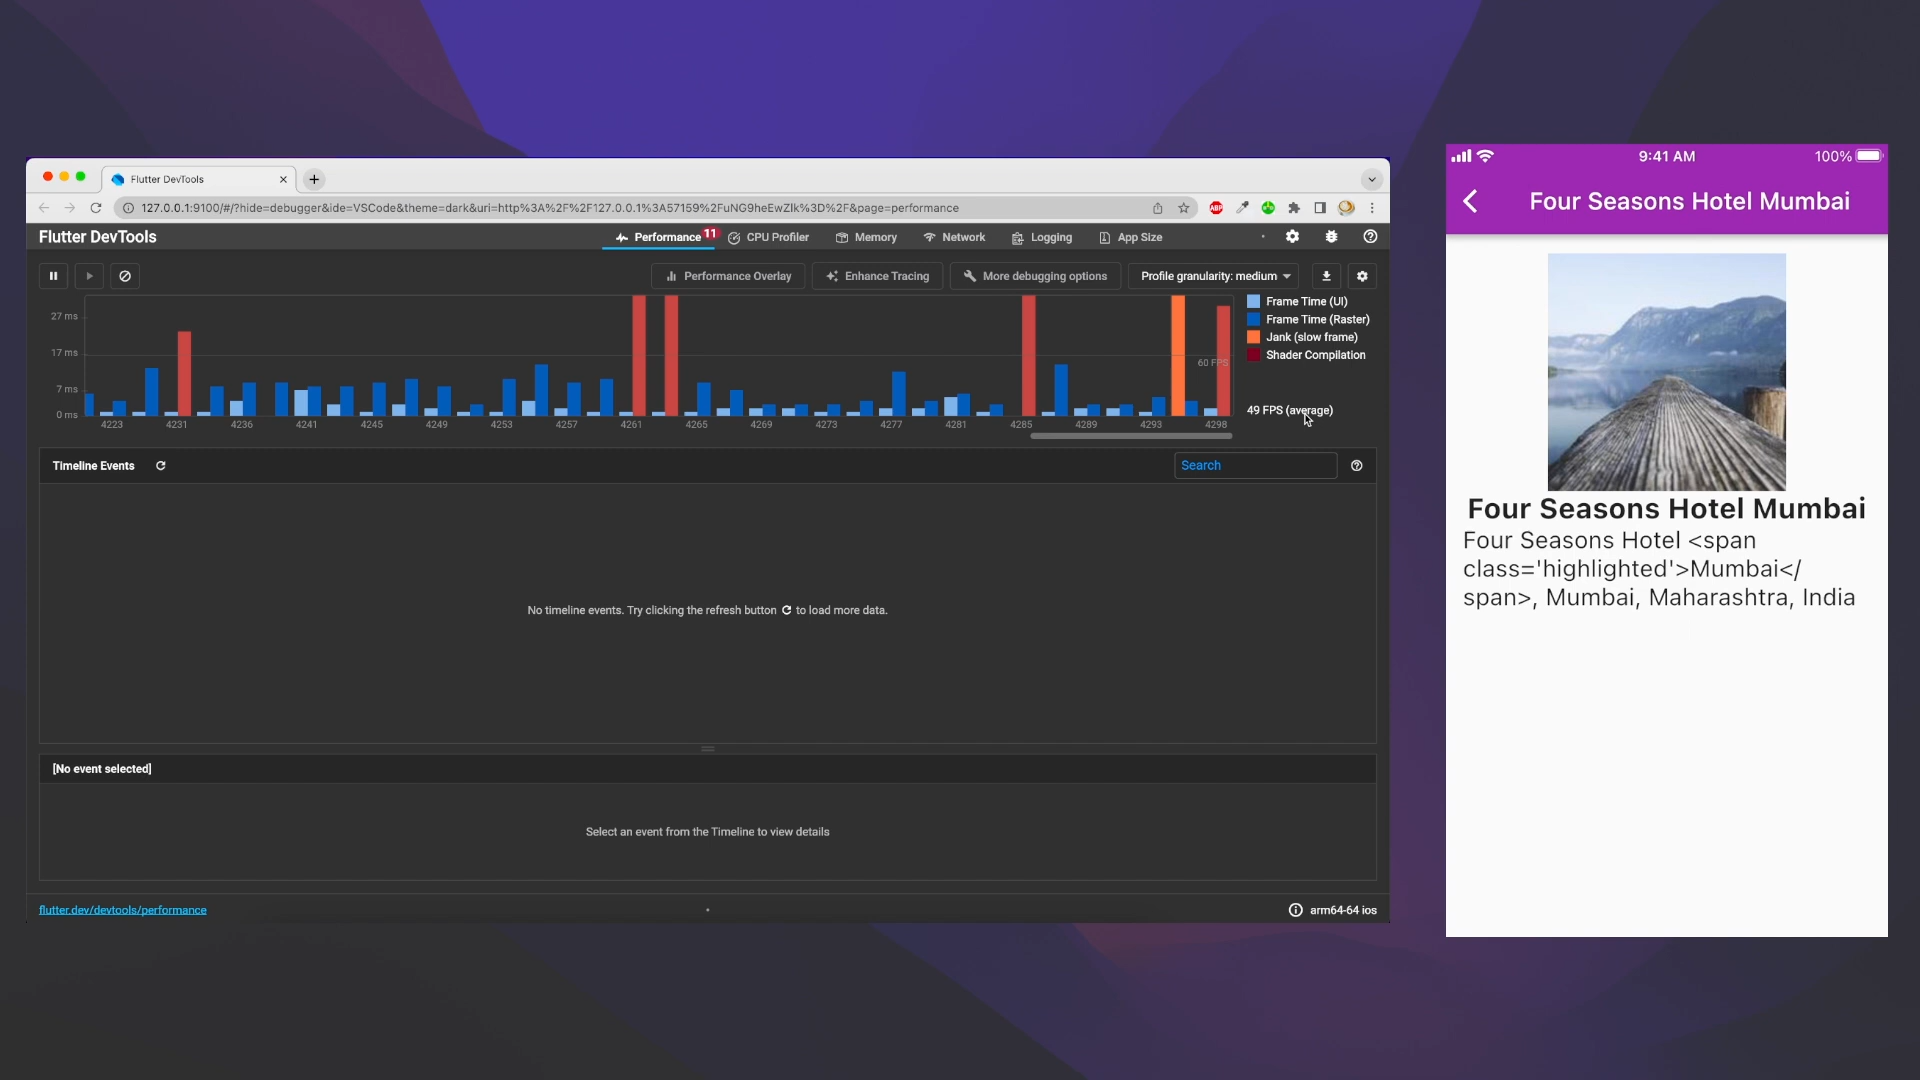 Flutter DevTools
127.0.0.1:9100/#/?hide=debugger&ide=VSCode&theme=dark&uri=http%3A%2F%2F127.0.0.1%3A57159%2FuNG9heEwZlk%3D%2F&page=performance
ABP
Flutter DevTools
Performance 11
CPU Profiler
Memory
Network
Logging
App Size
Performance Overlay
Enhance Tracing
More debugging options
Profile granularity: medium
27 ms
17 ms
7 ms
0 ms
60 FPS
4223 4231 4236 4241 4245 4249 4253 4257 4261 4265 4269 4273 4277 4281 4285 4289 4293 4298
Frame Time (UI)
Frame Time (Raster)
Jank (slow frame)
Shader Compilation
49 FPS (average)
Timeline Events
Search
No timeline events. Try clicking the refresh button to load more data.
[No event selected]
Select an event from the Timeline to view details
flutter.dev/devtools/performance
arm64-64 ios
9:41 AM
100%
Four Seasons Hotel Mumbai
Four Seasons Hotel Mumbai
Four Seasons Hotel <span
class='highlighted'>Mumbai</
span>, Mumbai, Maharashtra, India